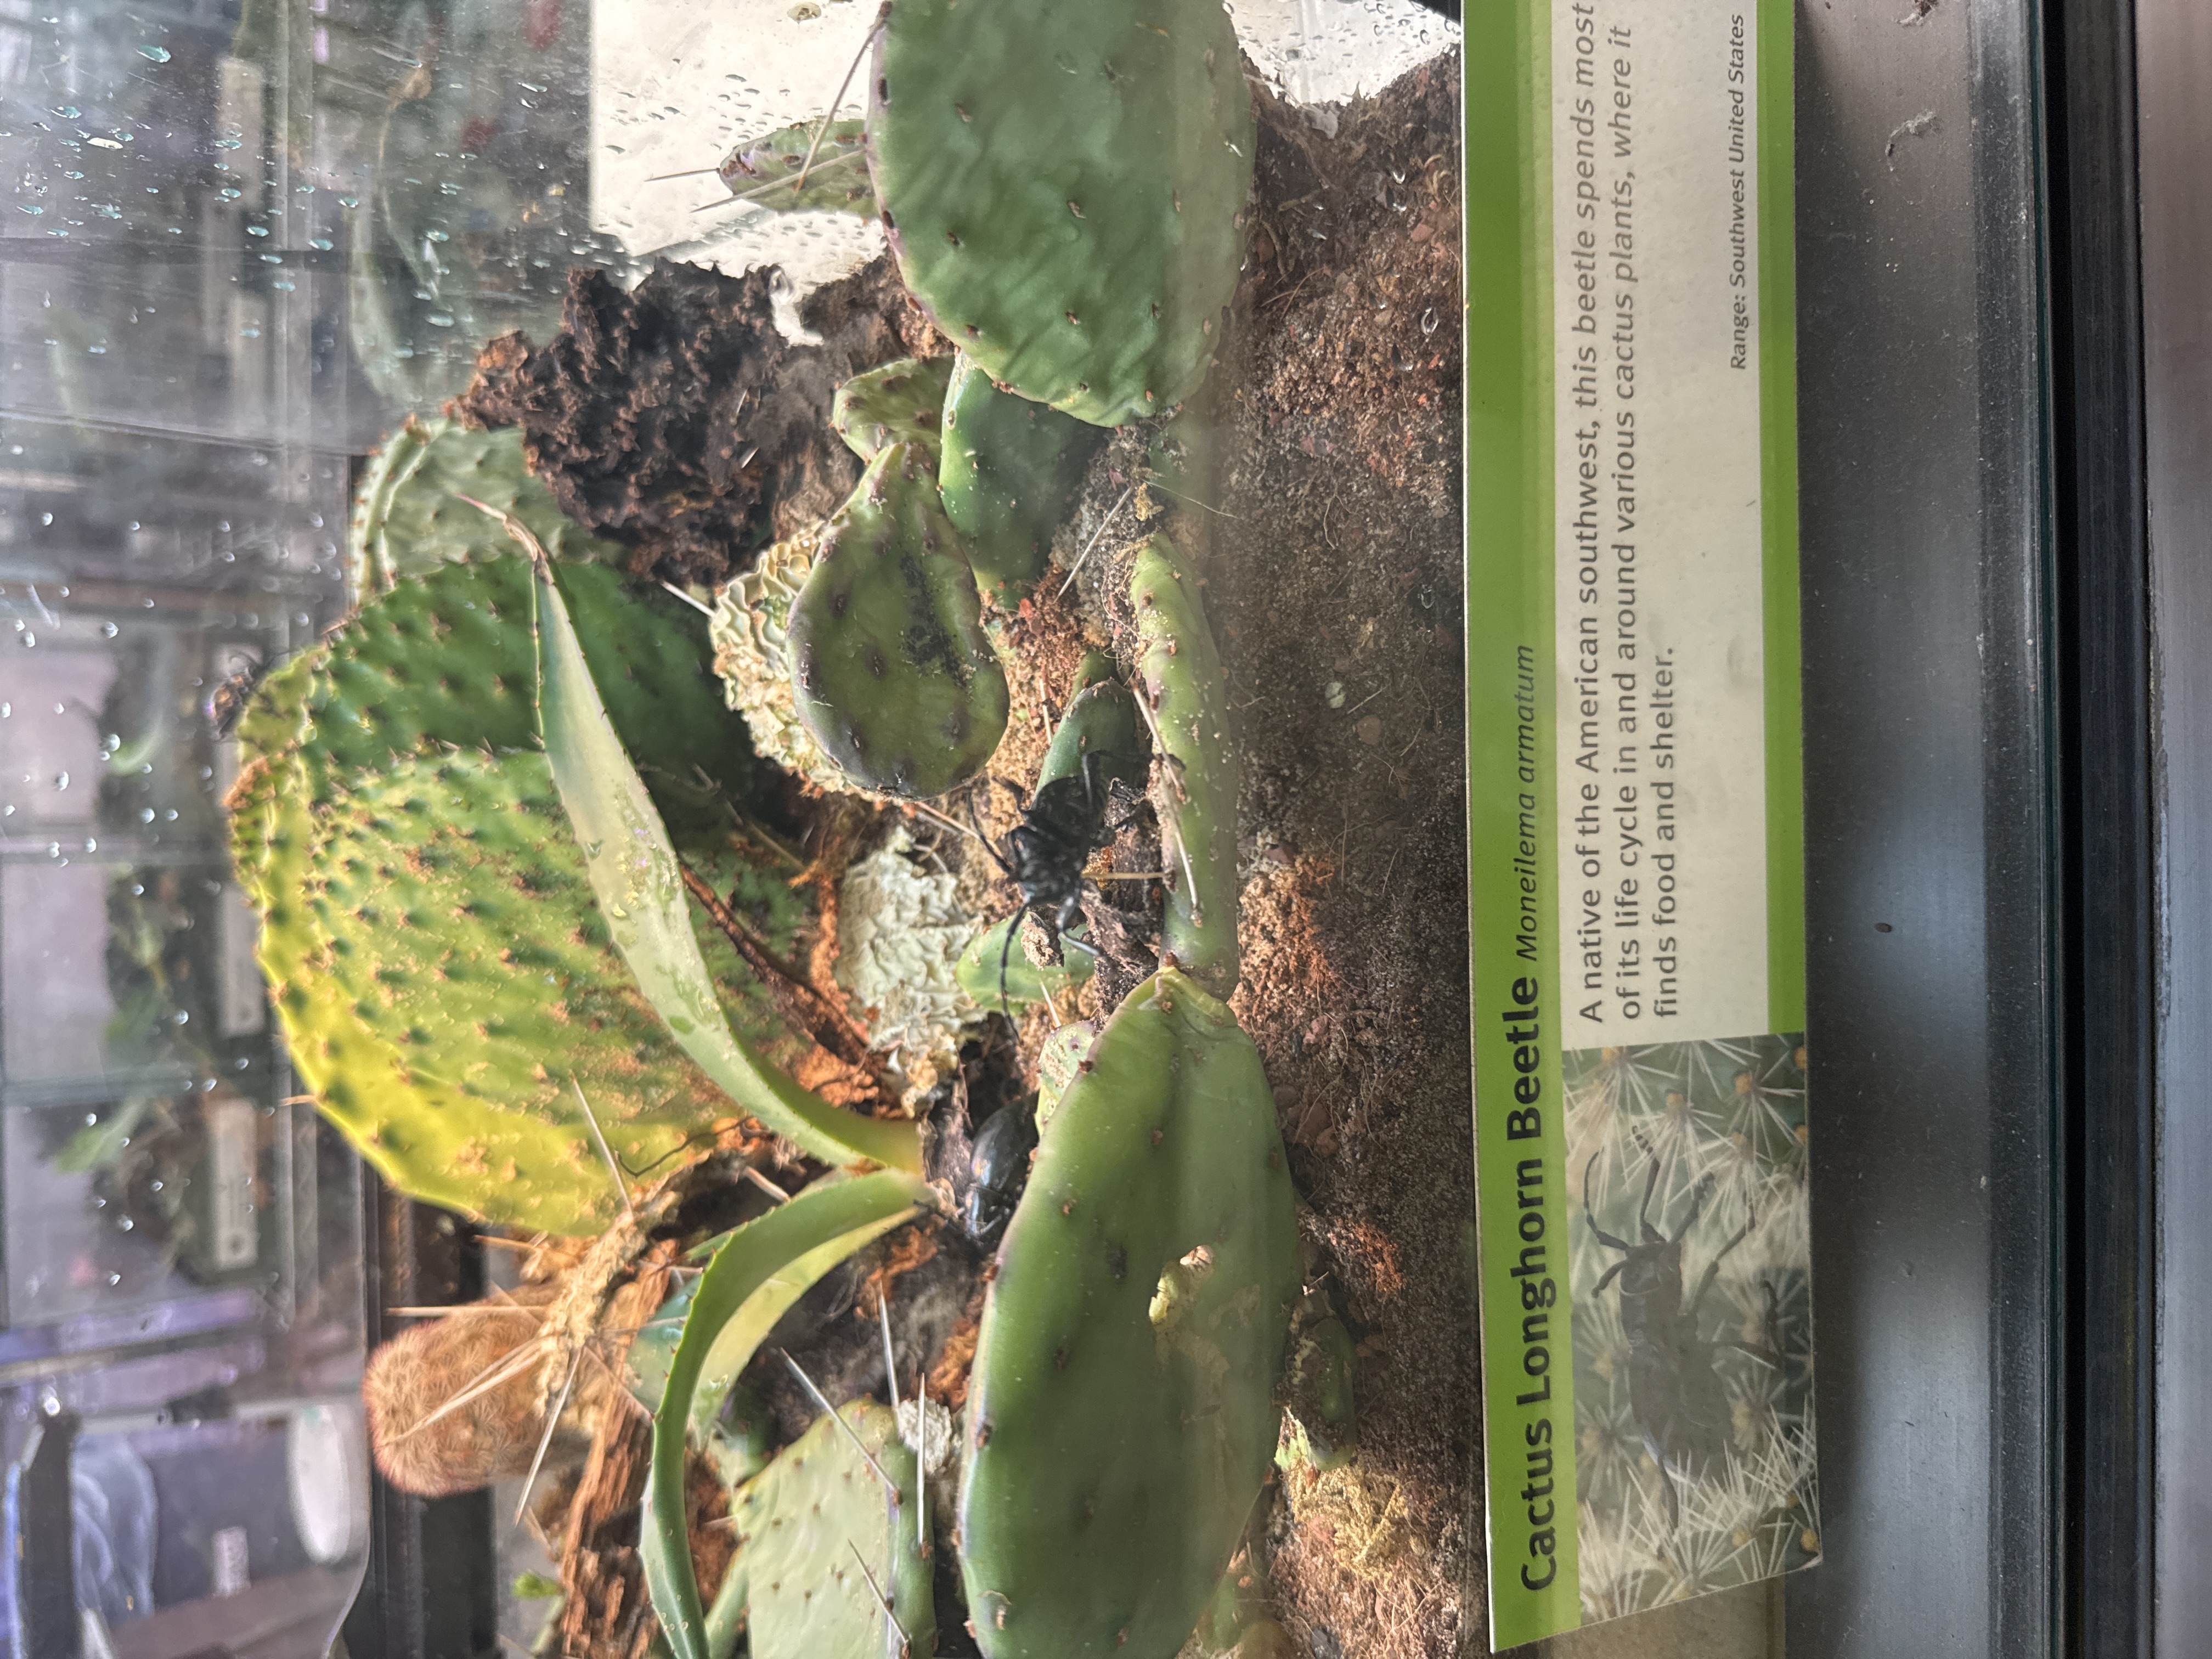 Cactus Longhorn Beetle Moneilema armatum
A native of the American southwest, this beetle spends most
of its life cycle in and around various cactus plants, where it
finds food and shelter.
Range: Southwest United States